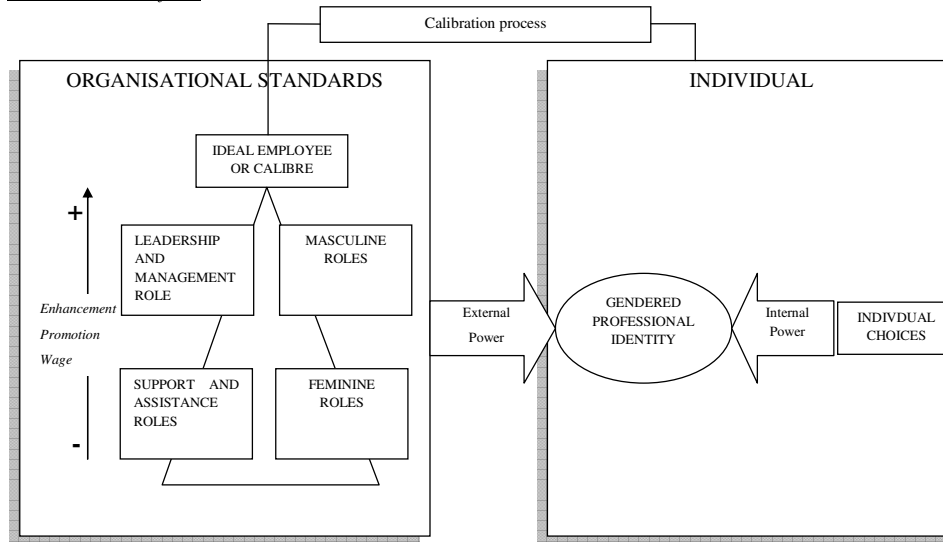 Calibration process
ORGANISATIONAL STANDARDS
INDIVIDUAL
IDEAL EMPLOYEE
OR CALIBRE
+
LEADERSHIP
AND
MANAGEMENT
ROLE
MASCULINE
ROLES
Enhancement
Promotion
Wage
External
Power
GENDERED
PROFESSIONAL
IDENTITY
Internal
Power
INDIVDUAL
CHOICES
SUPPORT AND
ASSISTANCE
ROLES
FEMININE
ROLES
-